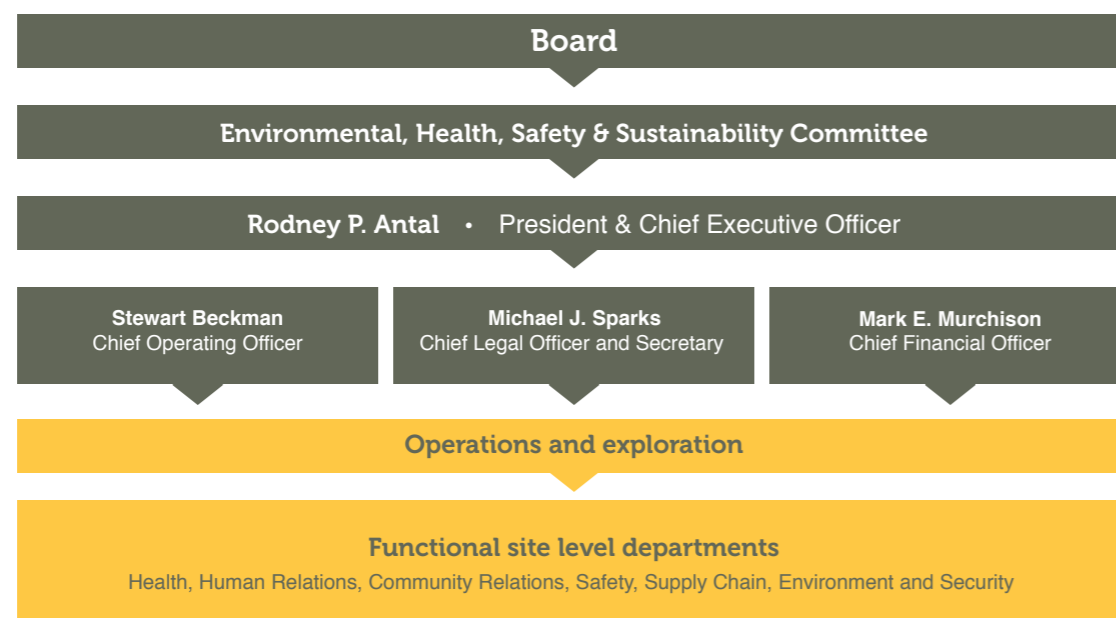 Board
Environmental, Health, Safety & Sustainability Committee
Rodney P. Antal • President & Chief Executive Officer
Stewart Beckman
Chief Operating Officer
Michael J. Sparks
Chief Legal Officer and Secretary
Mark E. Murchison
Chief Financial Officer
Operations and exploration
Functional site level departments
Health, Human Relations, Community Relations, Safety, Supply Chain, Environment and Security